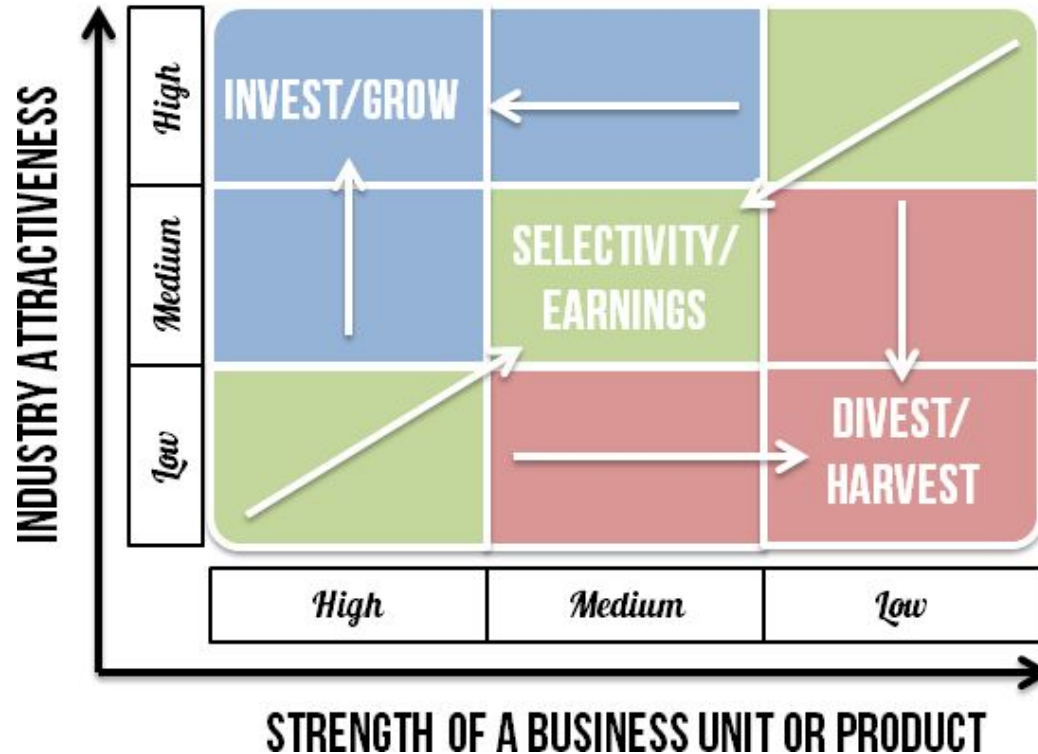 INDUSTRY ATTRACTIVENESS
High
Medium
Low
INVEST/GROW
SELECTIVITY/
EARNINGS
DIVEST/
HARVEST
High
Medium
Low
STRENGTH OF A BUSINESS UNIT OR PRODUCT